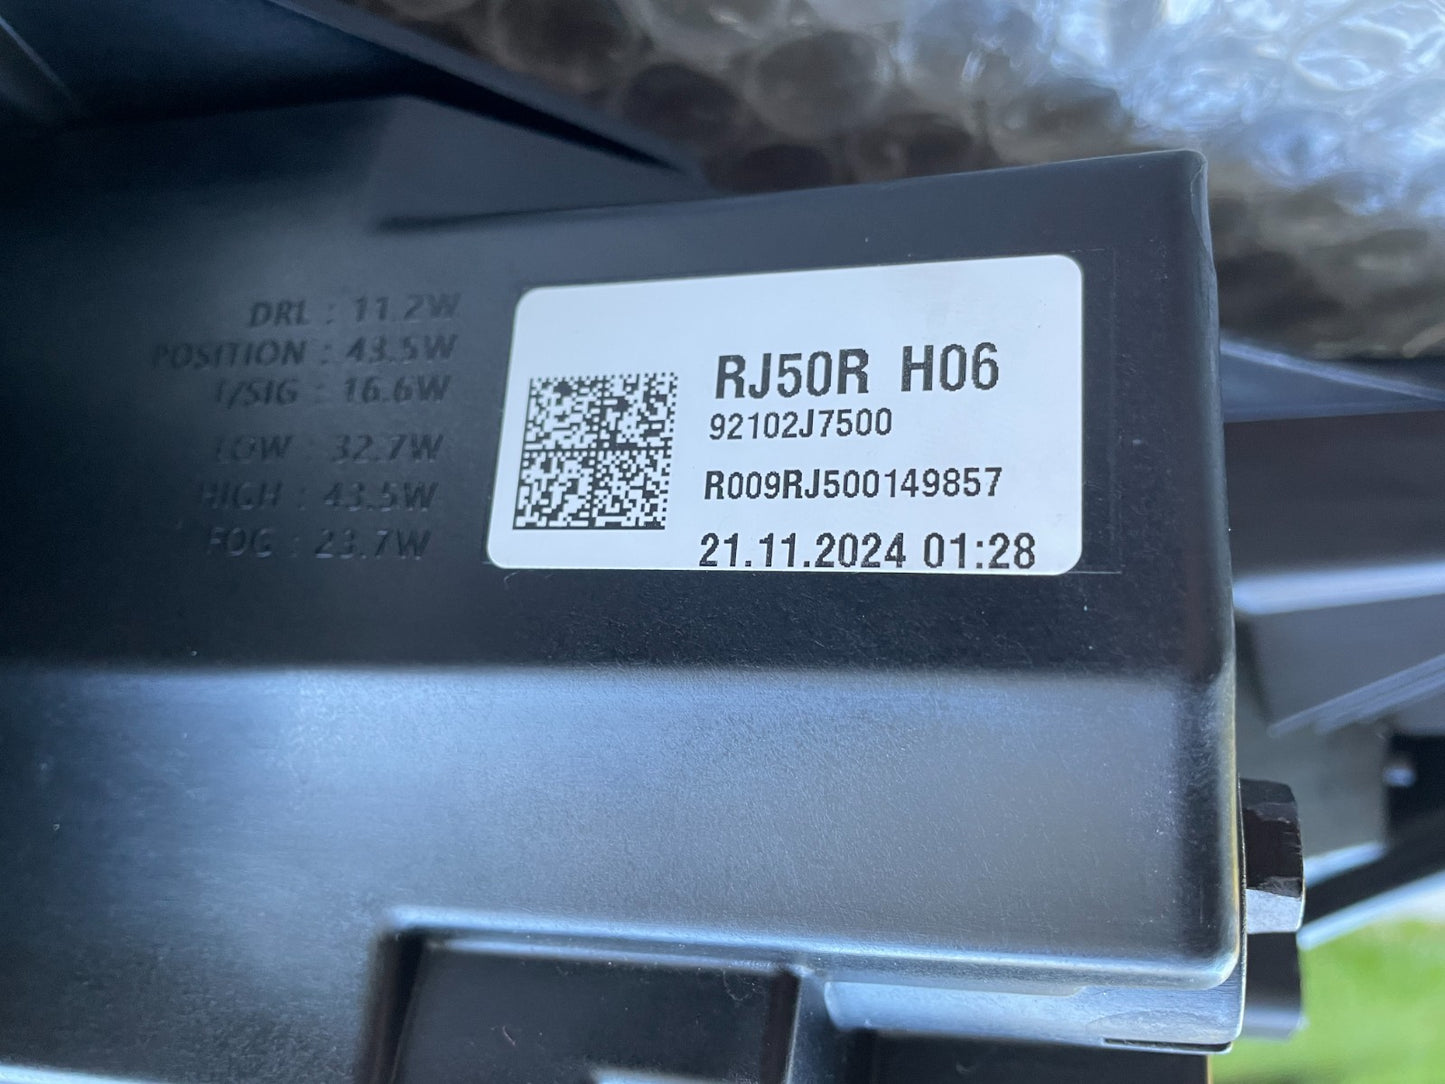 DRL : 11.2W
POSITION : 43.5W
T/SIG : 16.6W
LOW : 32.7W
HIGH : 43.5W
FOG : 23.7W
RJ50R H06
92102J7500
R009RJ500149857
21.11.2024 01:28